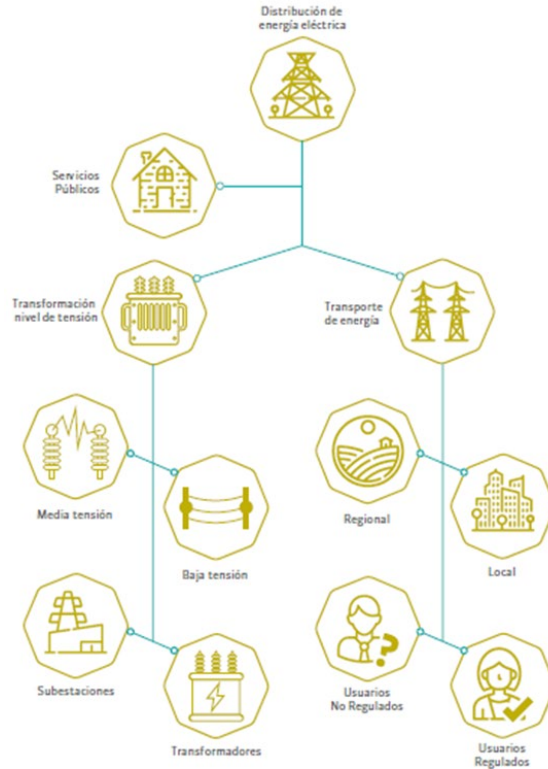 Distribución de
energía eléctrica
Servicios
Públicos
Transformación
nivel de tensión
Transporte
de energía
Media tensión
Baja tensión
Regional
Local
Subestaciones
Transformadores
Usuarios
No Regulados
Usuarios
Regulados